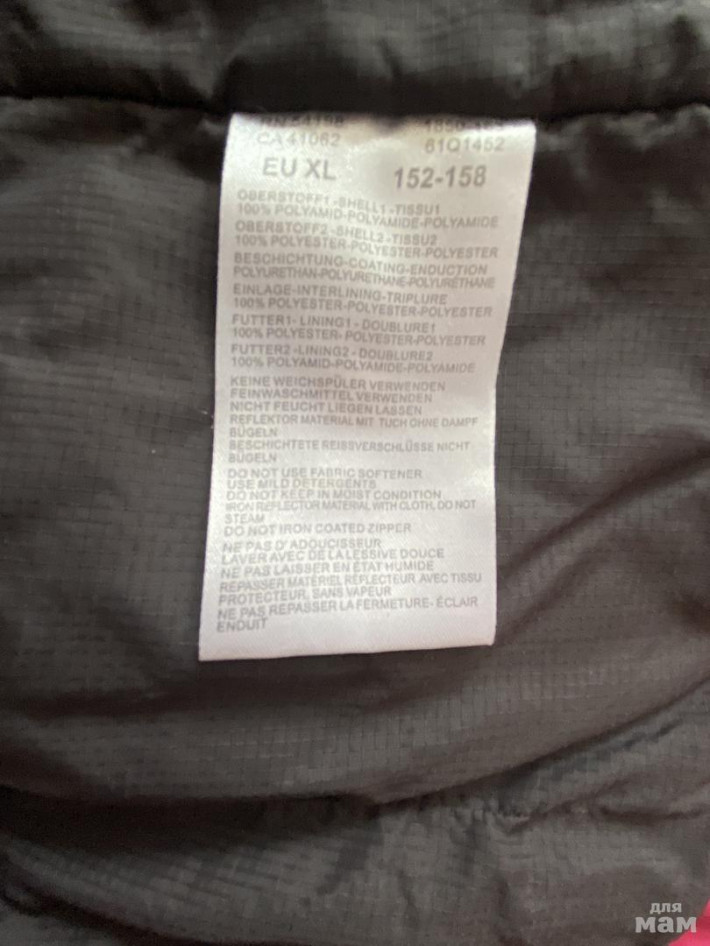 CA 41062 61Q1452
EU XL 152-158
OBERSTOFF1-SHELL1-TISSU1
100% POLYAMID-POLYAMIDE-POLYAMIDE
OBERSTOFF2-SHELL2-TISSU2
100% POLYESTER-POLYESTER-POLYESTER
BESCHICHTUNG-COATING-ENDUCTION
POLYURETHAN-POLYURETHANE-POLYURÉTHANE
EINLAGE-INTERLINING-TRIPLURE
100% POLYESTER-POLYESTER-POLYESTER
FUTTER1- LINING1 - DOUBLURE1
100% POLYESTER- POLYESTER-POLYESTER
FUTTER2 -LINING2 - DOUBLURE2
100% POLYAMID-POLYAMIDE-POLYAMIDE
KEINE WEICHSPÜLER VERWENDEN
FEINWASCHMITTEL VERWENDEN
NICHT FEUCHT LIEGEN LASSEN
REFLEKTOR MATERIAL MIT TUCH OHNE DAMPF
BÜGELN
BESCHICHTETE REISSVERSCHLÜSSE NICHT
BÜGELN
DO NOT USE FABRIC SOFTENER
USE MILD DETERGENTS
DO NOT KEEP IN MOIST CONDITION
IRON REFLECTOR MATERIAL WITH CLOTH, DO NOT
STEAM
DO NOT IRON COATED ZIPPER
NE PAS D'ADOUCISSEUR
LAVER AVEC DE LA LESSIVE DOUCE
NE PAS LAISSER EN ÉTAT HUMIDE
REPASSER MATÉRIEL RÉFLECTEUR AVEC TISSU
PROTECTEUR, SANS VAPEUR
NE PAS REPASSER LA FERMETURE- ÉCLAIR
ENDUIT
для
мам